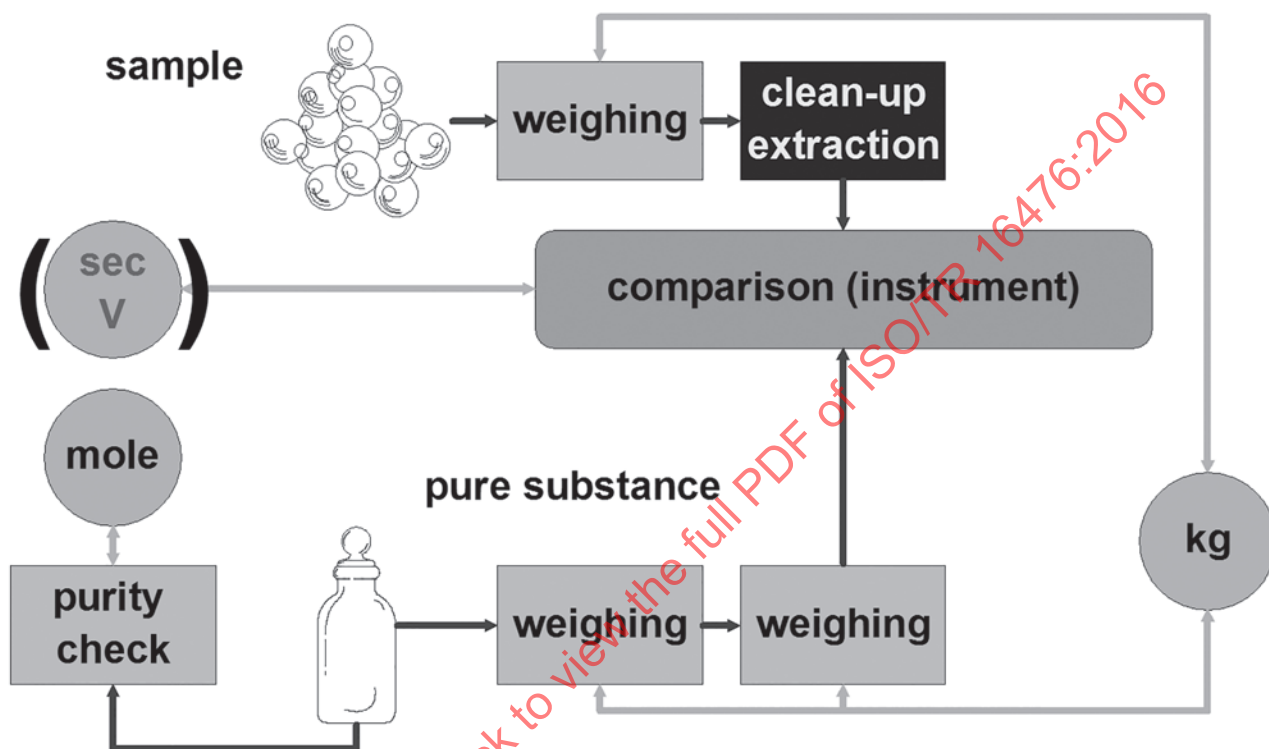 sample
weighing
clean-up
extraction
sec
V
comparison (instrument)
mole
pure substance
kg
purity
check
weighing
weighing
ck to view the full PDF of ISO/TR 16476:2016